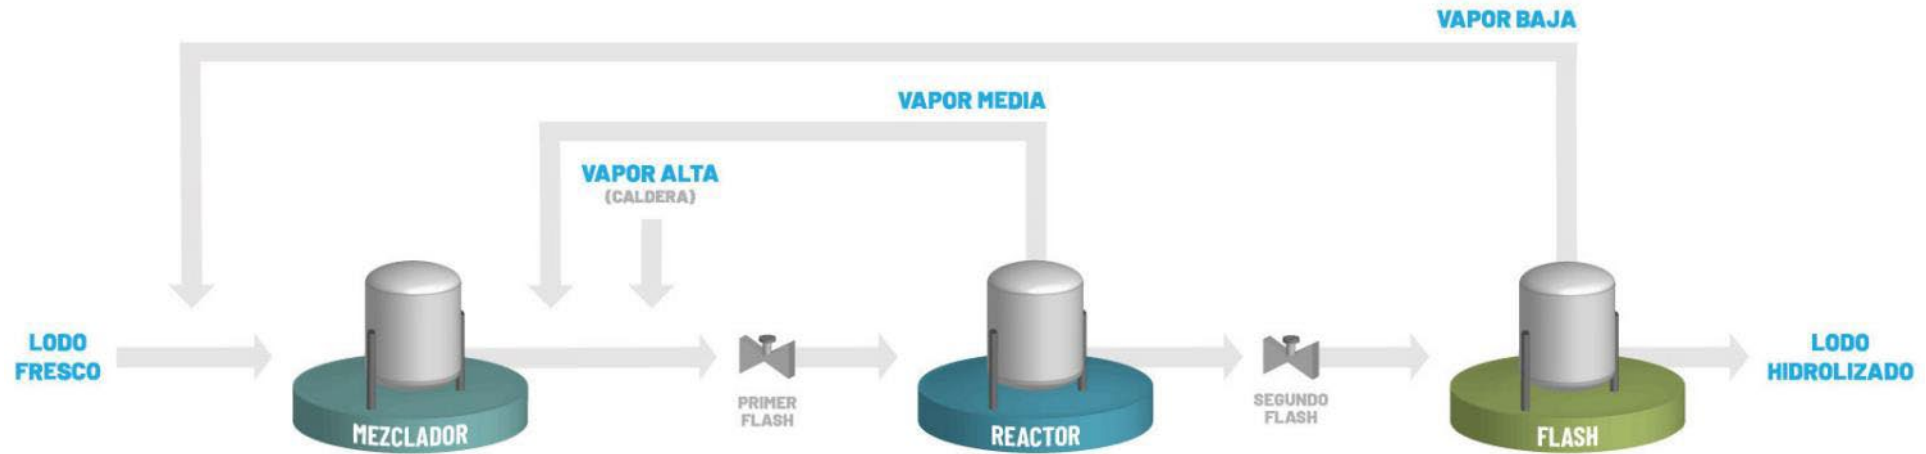 VAPOR BAJA
VAPOR MEDIA
VAPOR ALTA
(CALDERA)
LODO
FRESCO
MEZCLADOR
PRIMER
FLASH
REACTOR
SEGUNDO
FLASH
FLASH
LODO
HIDROLIZADO